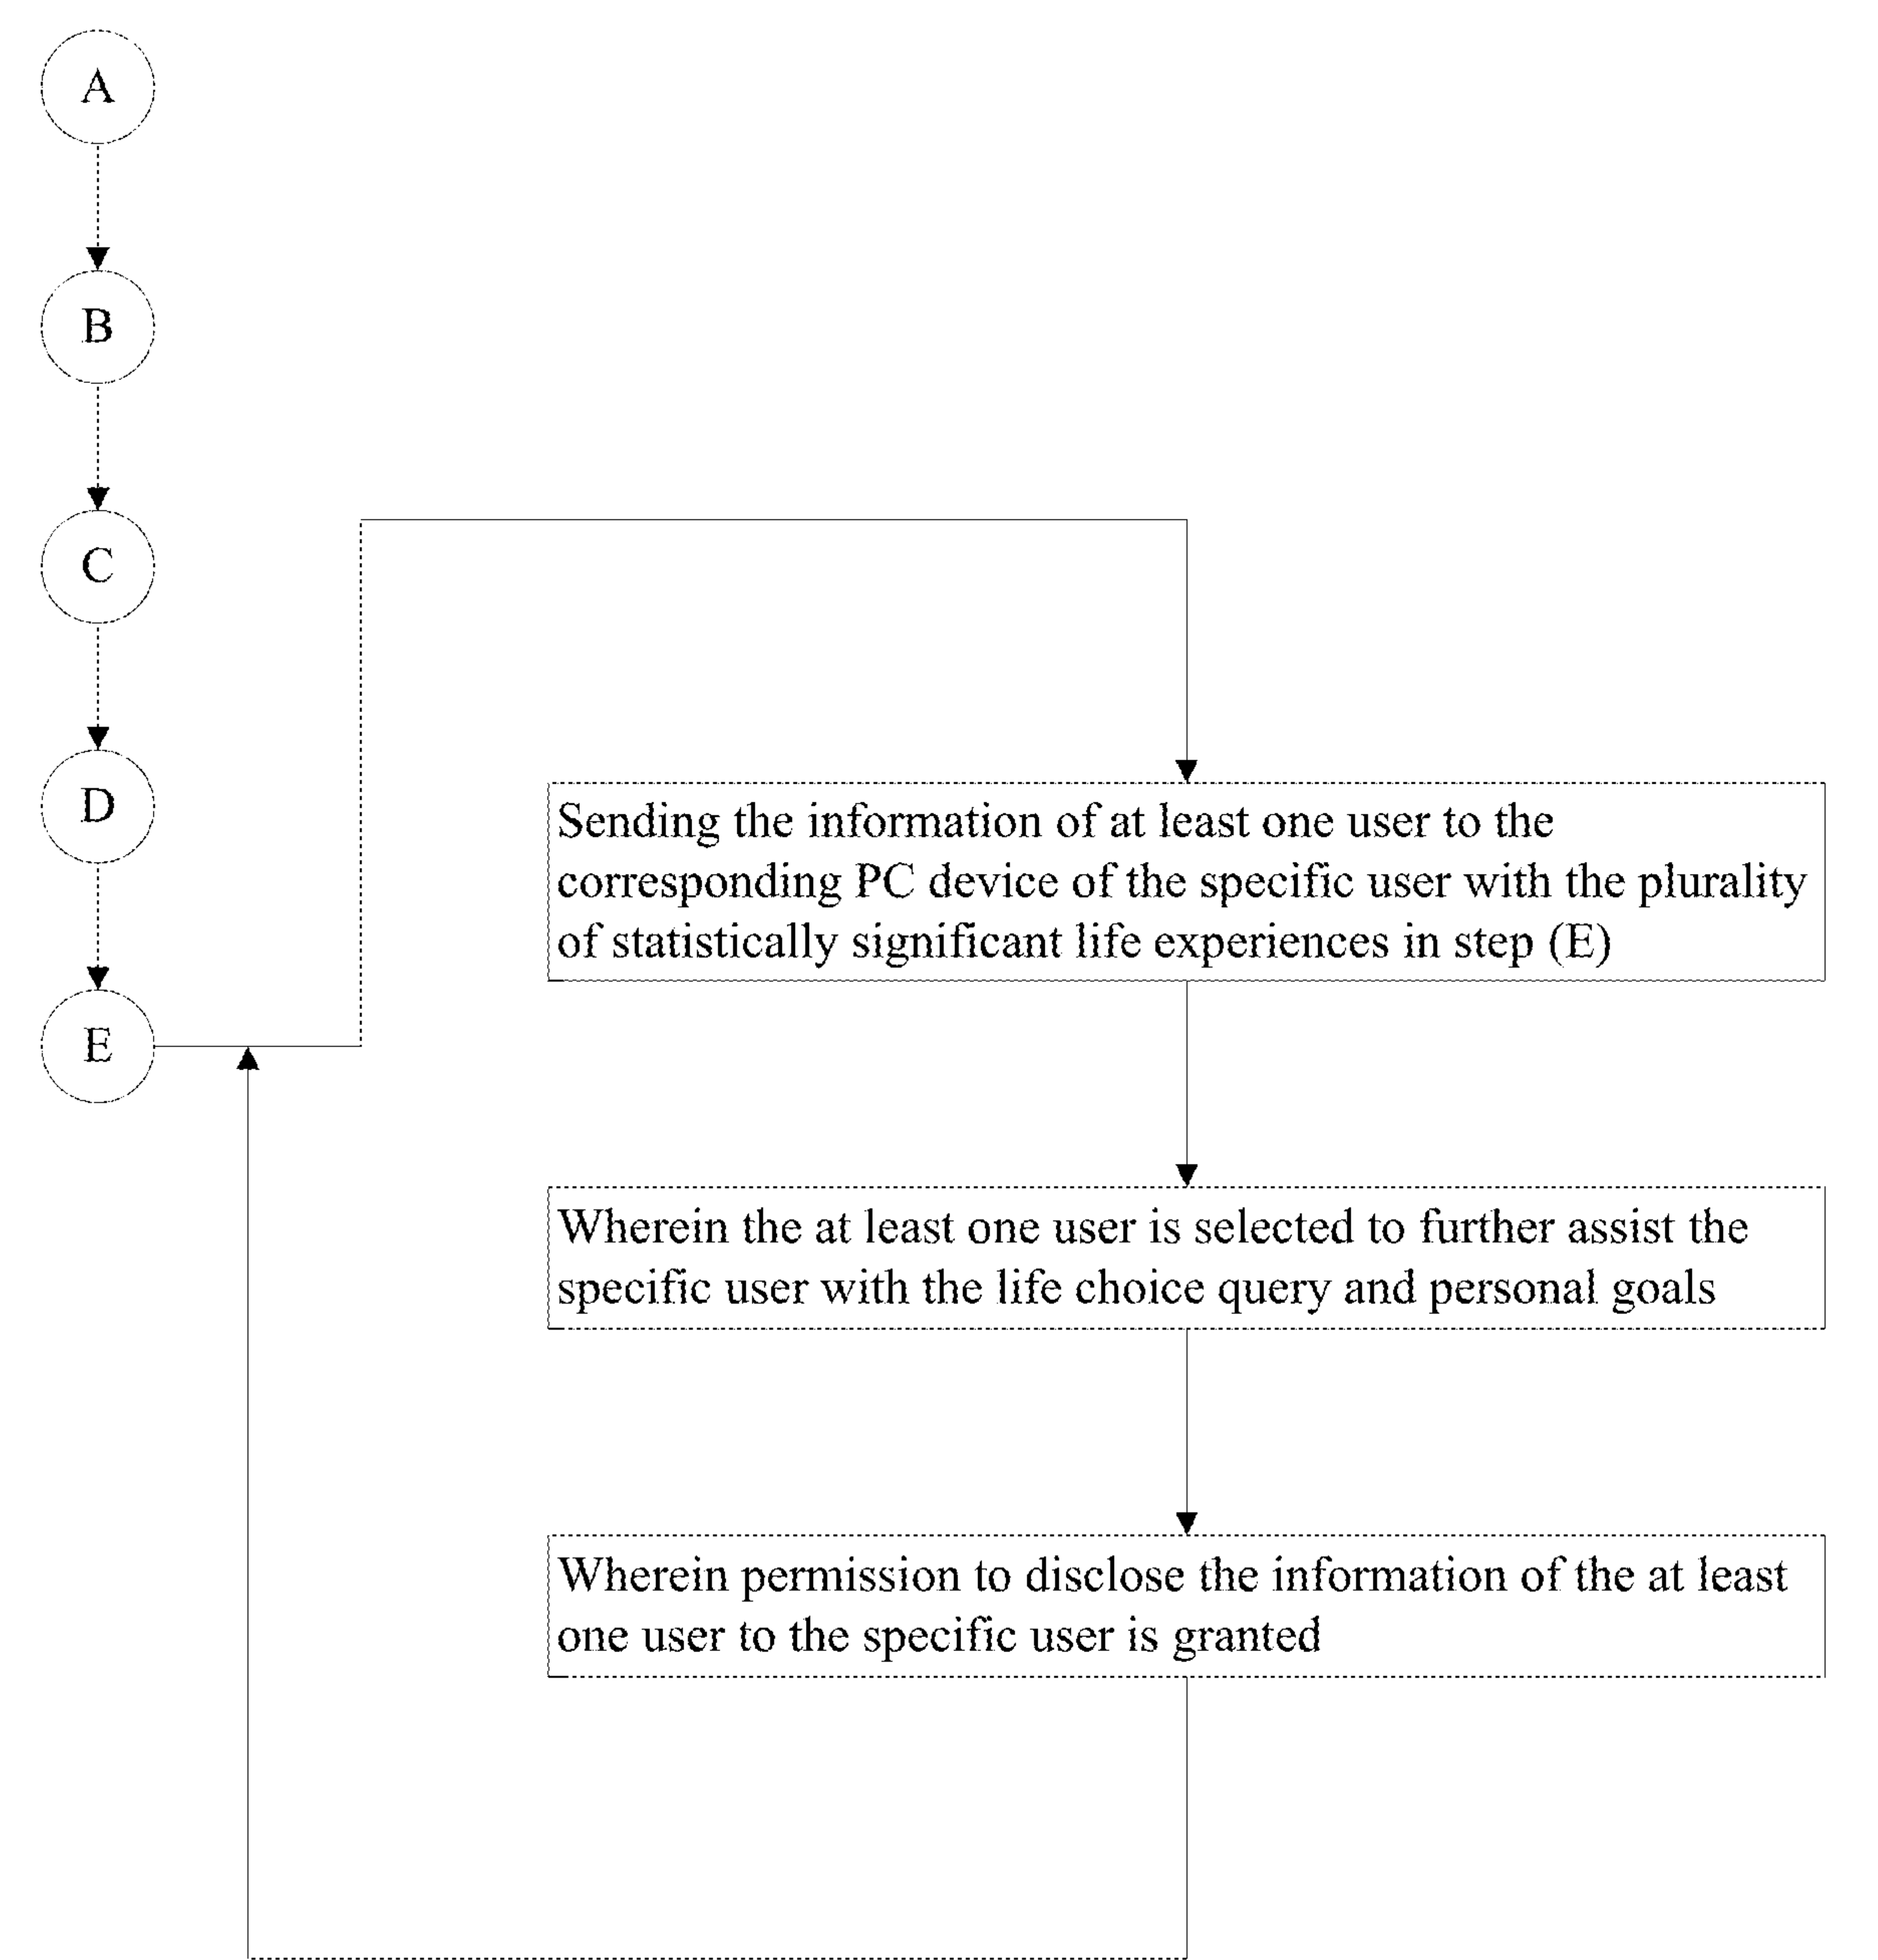 A
B
C
D
E
Sending the information of at least one user to the
corresponding PC device of the specific user with the plurality
of statistically significant life experiences in step (E)
Wherein the at least one user is selected to further assist the
specific user with the life choice query and personal goals
Wherein permission to disclose the information of the at least
one user to the specific user is granted